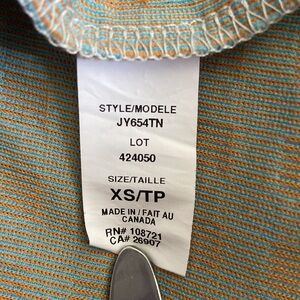 STYLE/MODELE
JY654TN
LOT
424050
SIZE/TAILLE
XS/TP
MADE IN / FAIT AU
CANADA
RN# 108721
CA# 26907